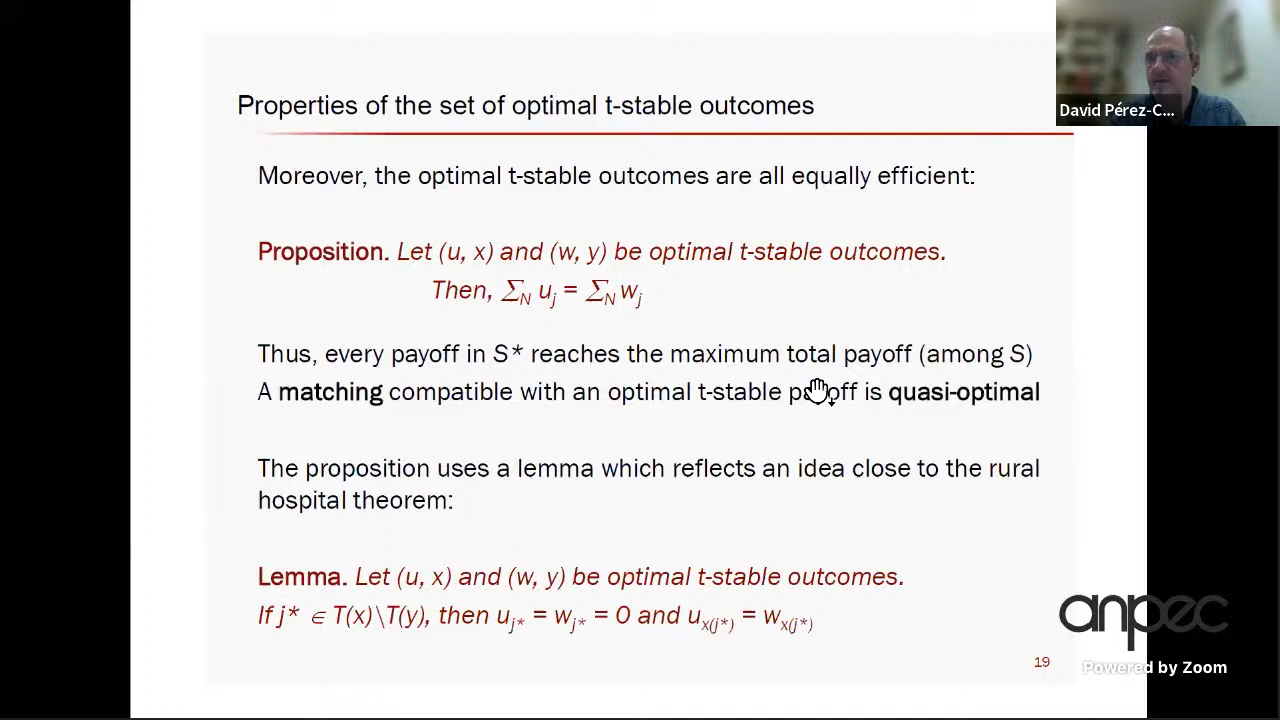 Properties of the set of optimal t-stable outcomes
David Pérez-C...
Moreover, the optimal t-stable outcomes are all equally efficient:
Proposition. Let (u, x) and (w, y) be optimal t-stable outcomes.
Then, ∑N uj = ∑N wj
Thus, every payoff in S* reaches the maximum total payoff (among S)
A matching compatible with an optimal t-stable payoff is quasi-optimal
The proposition uses a lemma which reflects an idea close to the rural
hospital theorem:
Lemma. Let (u, x) and (w, y) be optimal t-stable outcomes.
If j* ∈ T(x)\T(y), then uj* = wj* = 0 and ux(j*) = wx(j*)
anpec
19
Powered by Zoom